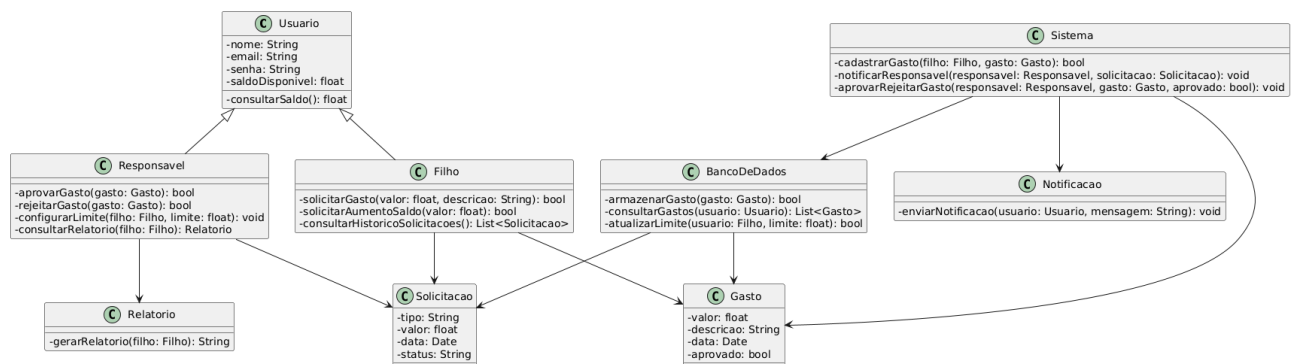 C Usuario
-nome: String
-email: String
-senha: String
-saldoDisponivel: float
-consultarSaldo(): float
C Sistema
-cadastrarGasto(filho: Filho, gasto: Gasto): bool
-notificarResponsavel(responsavel: Responsavel, solicitacao: Solicitacao): void
-aprovarRejeitarGasto(responsavel: Responsavel, gasto: Gasto, aprovado: bool): void
C Responsavel
-aprovarGasto(gasto: Gasto): bool
-rejeitarGasto(gasto: Gasto): bool
-configurarLimite(filho: Filho, limite: float): void
-consultarRelatorio(filho: Filho): Relatorio
C Filho
-solicitarGasto(valor: float, descricao: String): bool
-solicitarAumentoSaldo(valor: float): bool
-consultarHistoricoSolicitacoes(): List<Solicitacao>
C BancoDeDados
-armazenarGasto(gasto: Gasto): bool
-consultarGastos(usuario: Usuario): List<Gasto>
-atualizarLimite(usuario: Filho, limite: float): bool
C Notificacao
-enviarNotificacao(usuario: Usuario, mensagem: String): void
C Relatorio
-gerarRelatorio(filho: Filho): String
C Solicitacao
-tipo: String
-valor: float
-data: Date
-status: String
C Gasto
-valor: float
-descricao: String
-data: Date
-aprovado: bool